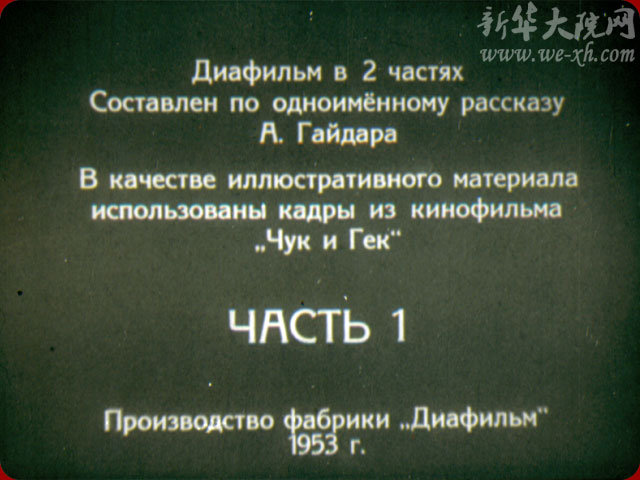 新华大院网
www.we-xh.com
Диафильм в 2 частях
Составлен по одноимённому рассказу
А. Гайдара
В качестве иллюстративного материала
использованы кадры из кинофильма
„Чук и Гек“
ЧАСТЬ 1
Производство фабрики „Диафильм“
1953 г.